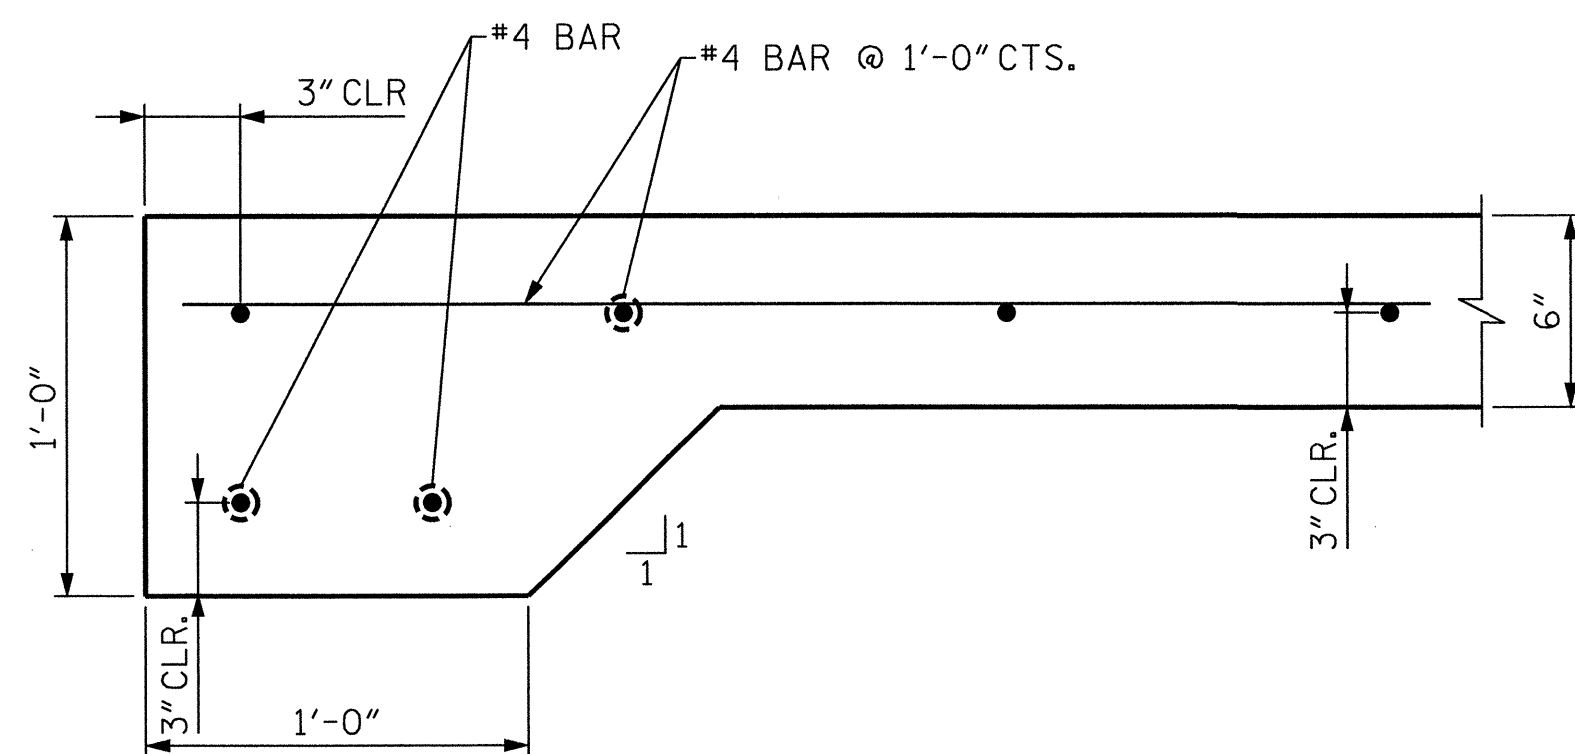 #4 BAR
#4 BAR @ 1'-0" CTS.
3" CLR
1'-0"
6"
3" CLR.
1
1
3" CLR.
1'-0"